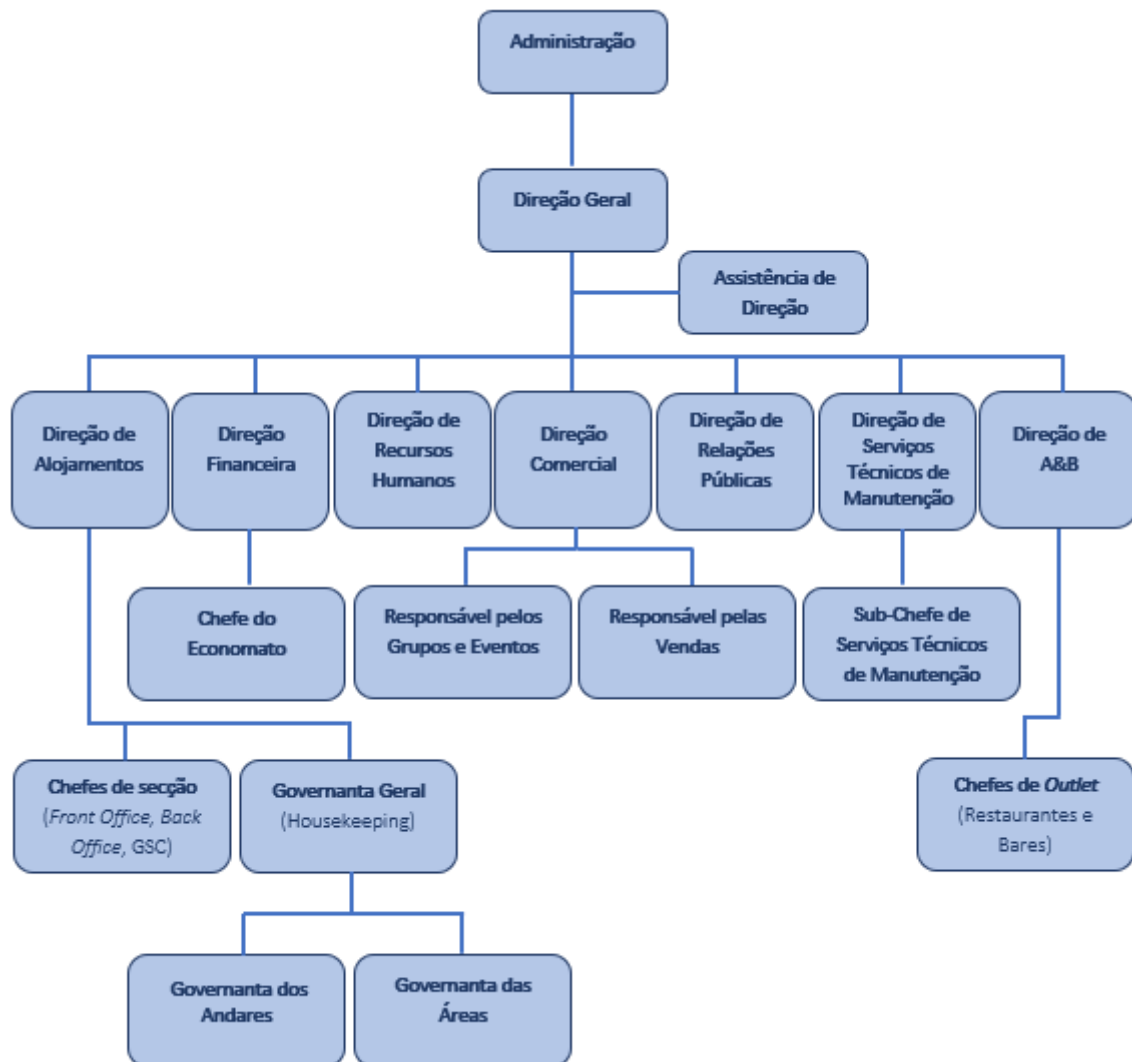 Administração
Direção Geral
Assistência de
Direção
Direção de
Alojamentos
Direção
Financeira
Direção de
Recursos
Humanos
Direção
Comercial
Direção de
Relações
Públicas
Direção de
Serviços
Técnicos de
Manutenção
Direção de
A&B
Chefe do
Economato
Responsável pelos
Grupos e Eventos
Responsável pelas
Vendas
Sub-Chefe de
Serviços Técnicos
de Manutenção
Chefes de secção
(Front Office, Back
Office, GSC)
Governanta Geral
(Housekeeping)
Chefes de Outlet
(Restaurantes e
Bares)
Governanta dos
Andares
Governanta das
Áreas